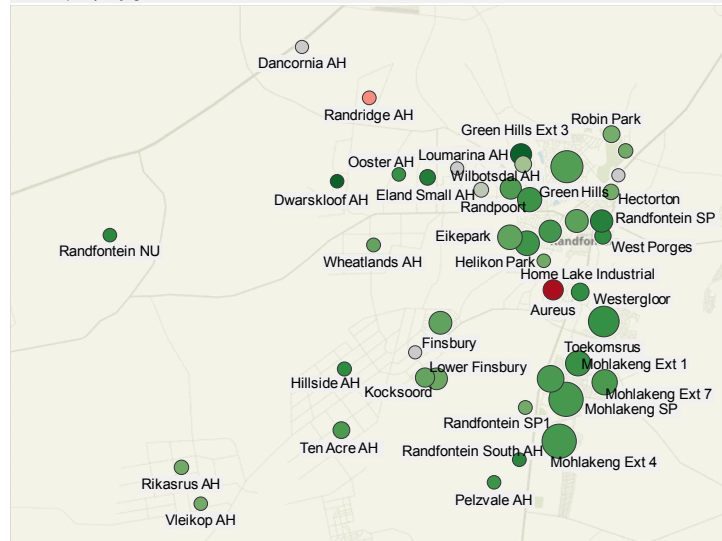 Dancornia AH
Randridge AH
Robin Park
Green Hills Ext 3
Loumarina AH
Ooster AH
Wilbotsdal AH
Dwarskloof AH
Eland Small AH
Green Hills
Hectorton
Randpoort
Randfontein SP
Eikepark
Randfon
West Porges
Randfontein NU
Wheatlands AH
Helikon Park
Home Lake Industrial
Aureus
Westergloor
Finsbury
Toekomsrus
Lower Finsbury
Mohlakeng Ext 1
Hillside AH
Kocksoord
Mohlakeng Ext 7
Mohlakeng SP
Randfontein SP1
Ten Acre AH
Randfontein South AH
Mohlakeng Ext 4
Rikasrus AH
Pelzvale AH
Vleikop AH